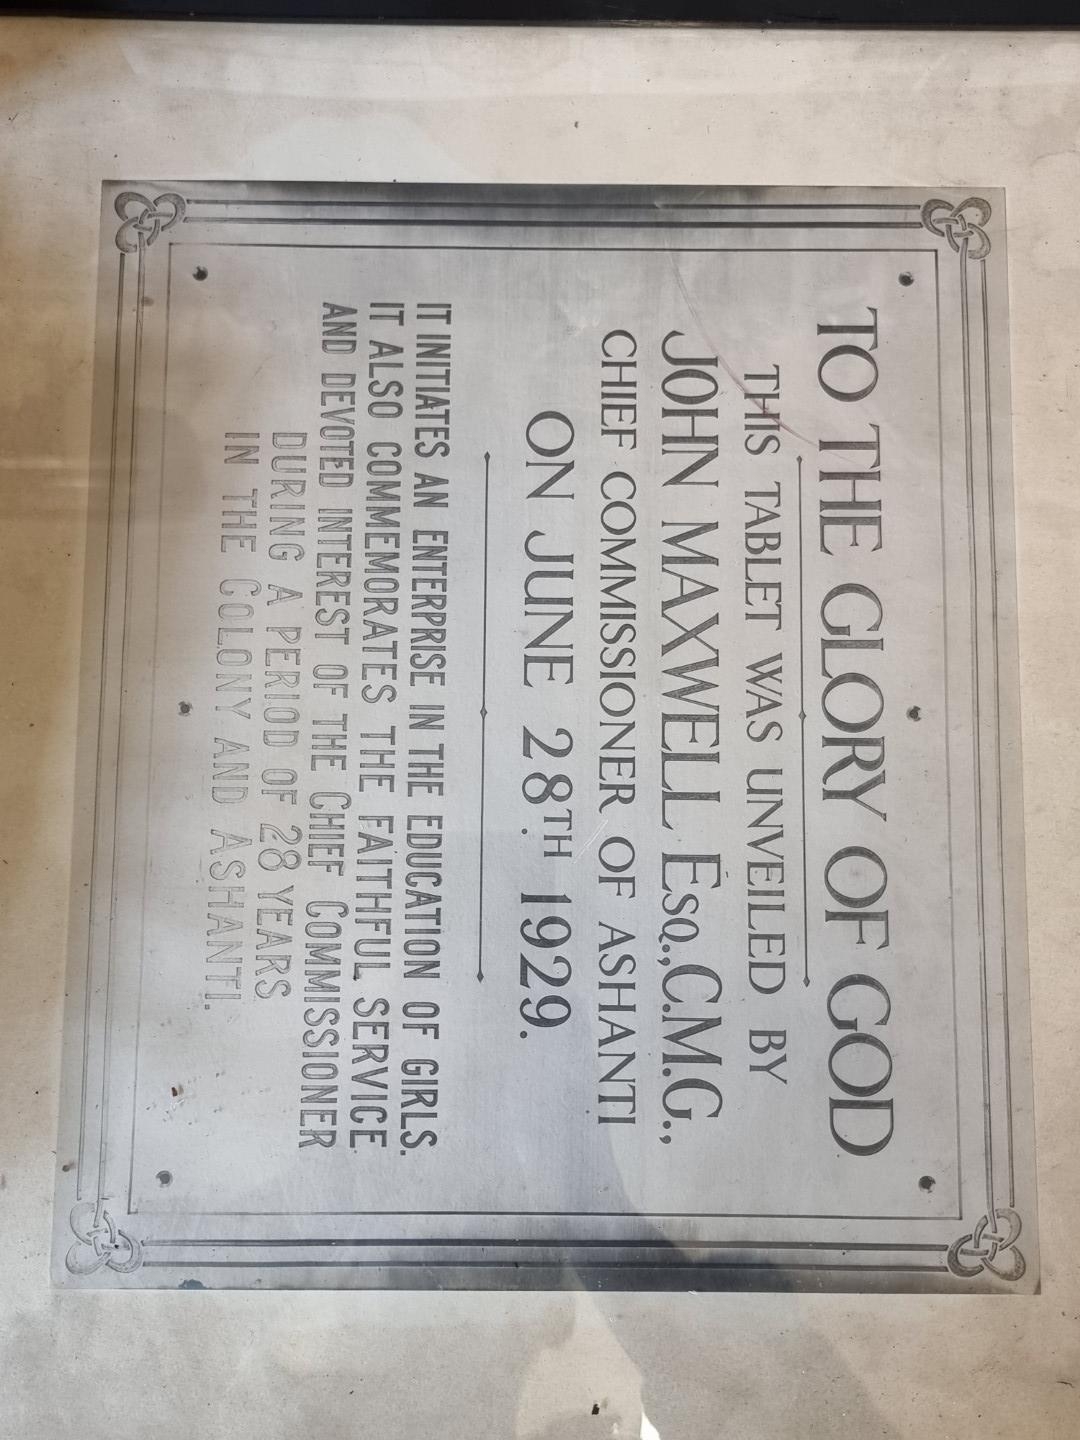 TO THE GLORY OF GOD
THIS TABLET WAS UNVEILED BY
JOHN MAXWELL ESQ., C.M.G.,
CHIEF COMMISSIONER OF ASHANTI
ON JUNE 28TH 1929.
IT INITIATES AN ENTERPRISE IN THE EDUCATION OF GIRLS.
IT ALSO COMMEMORATES THE FAITHFUL SERVICE
AND DEVOTED INTEREST OF THE CHIEF COMMISSIONER
DURING A PERIOD OF 28 YEARS
IN THE COLONY AND ASHANTI.